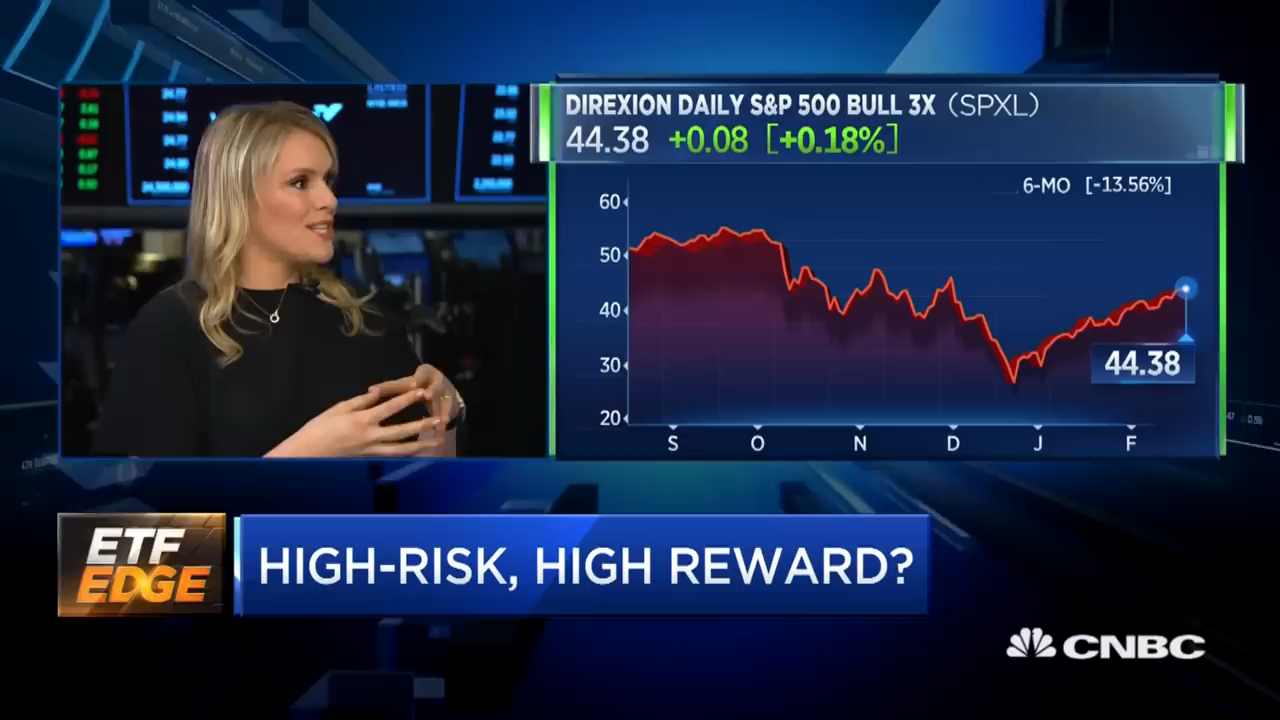 DIREXION DAILY S&P 500 BULL 3X (SPXL)
44.38 +0.08 [+0.18%]
6-MO [-13.56%]
60
50
40
30
20
44.38
S O N D J F
ETF
EDGE
HIGH-RISK, HIGH REWARD?
CNBC